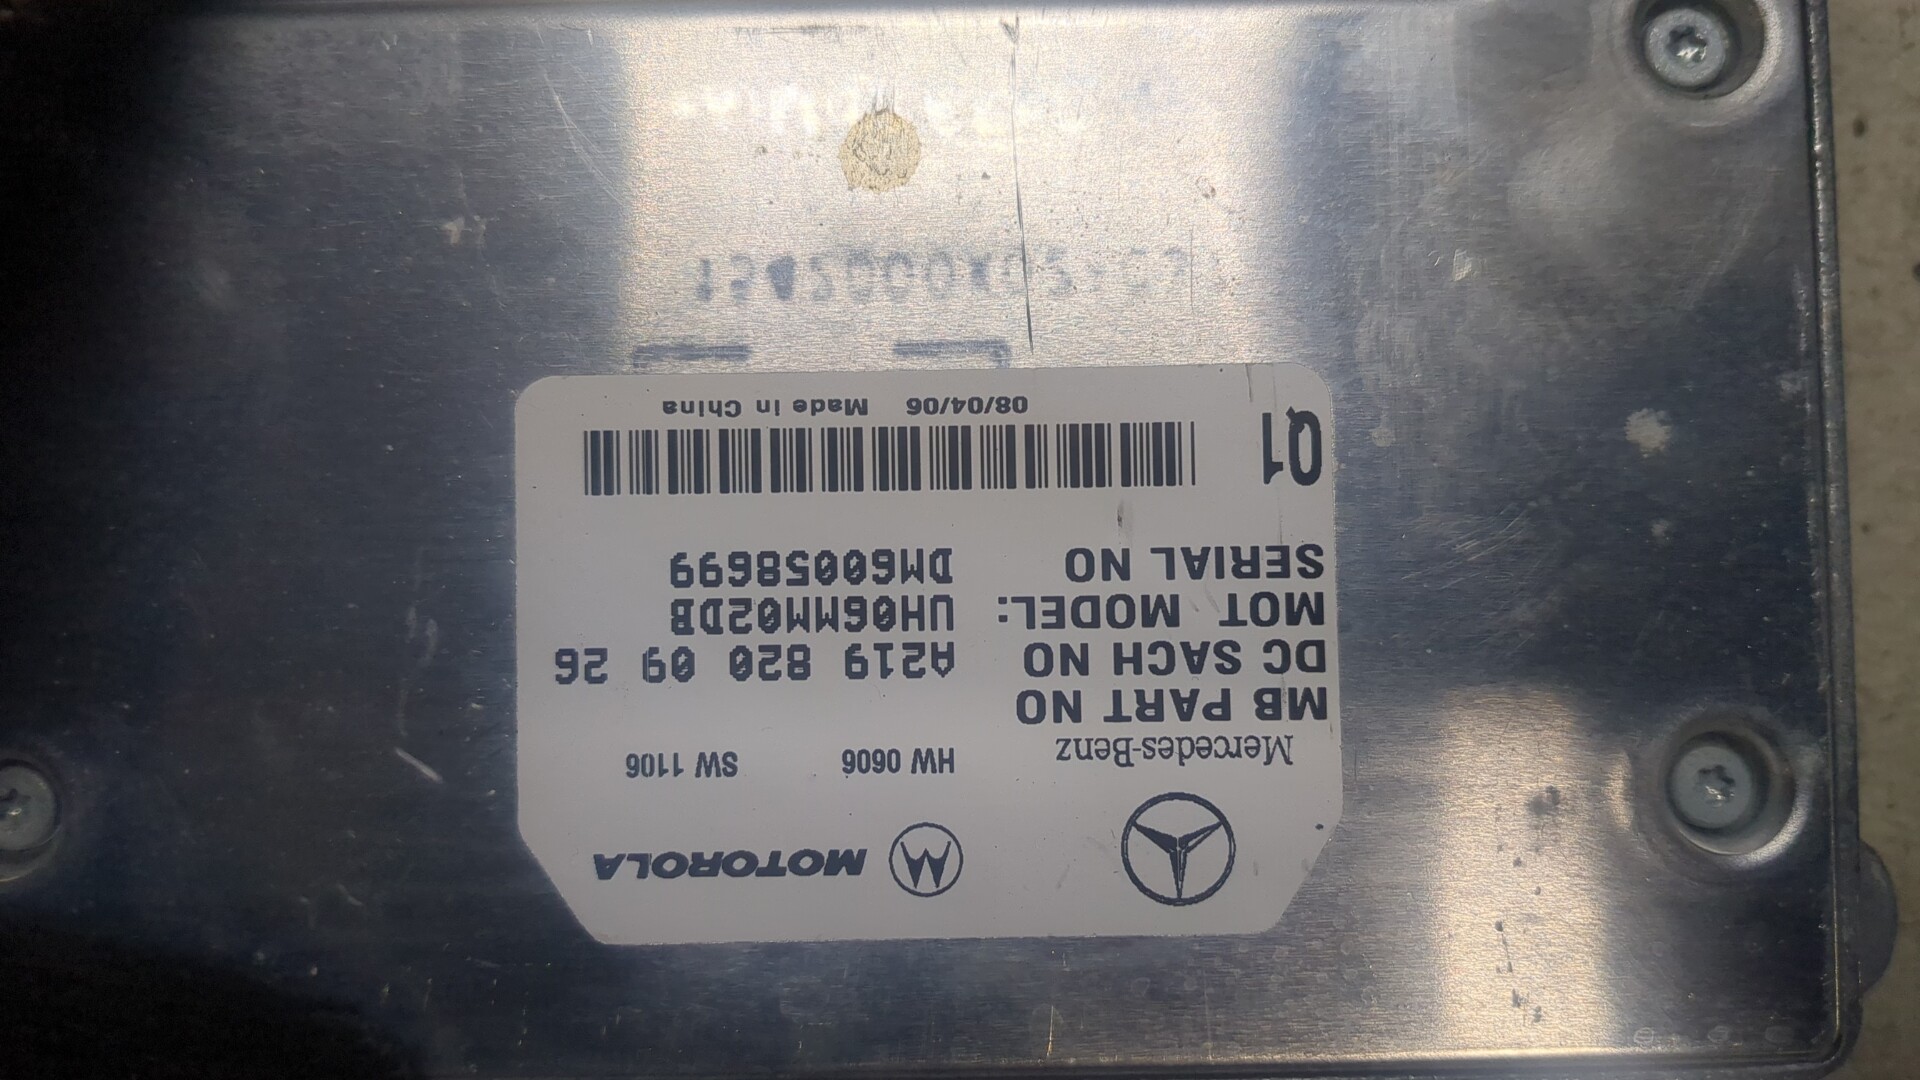 MOTOROLA
Mercedes-Benz HW 0606 SW 1106
MB PART NO
DC SACH NO A219 820 09 26
MOT. MODEL: UH06MM02DB
SERIAL NO DM60058699
Q1
08/04/06 Made in China